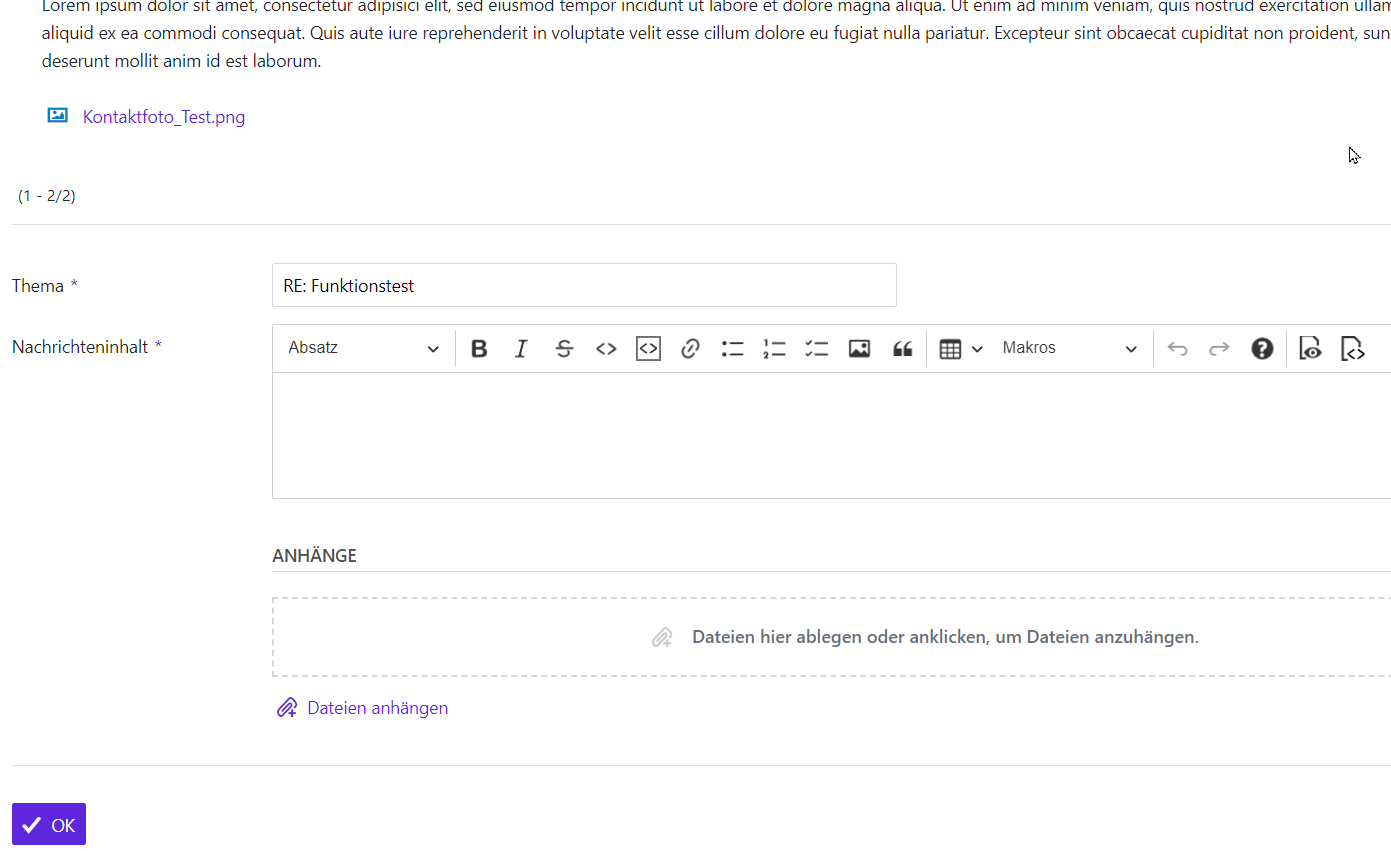 Lorem ipsum dolor sit amet, consectetur adipisici elit, sed eiusmod tempor incidunt ut labore et dolore magna aliqua. Ut enim ad minim veniam, quis nostrud exercitation ullam
aliquid ex ea commodi consequat. Quis aute iure reprehenderit in voluptate velit esse cillum dolore eu fugiat nulla pariatur. Excepteur sint obcaecat cupiditat non proident, sun
deserunt mollit anim id est laborum.
Kontaktfoto_Test.png
(1 - 2/2)
Thema *
RE: Funktionstest
Nachrichteninhalt *
Absatz
Makros
ANHÄNGE
Dateien hier ablegen oder anklicken, um Dateien anzuhängen.
Dateien anhängen
OK